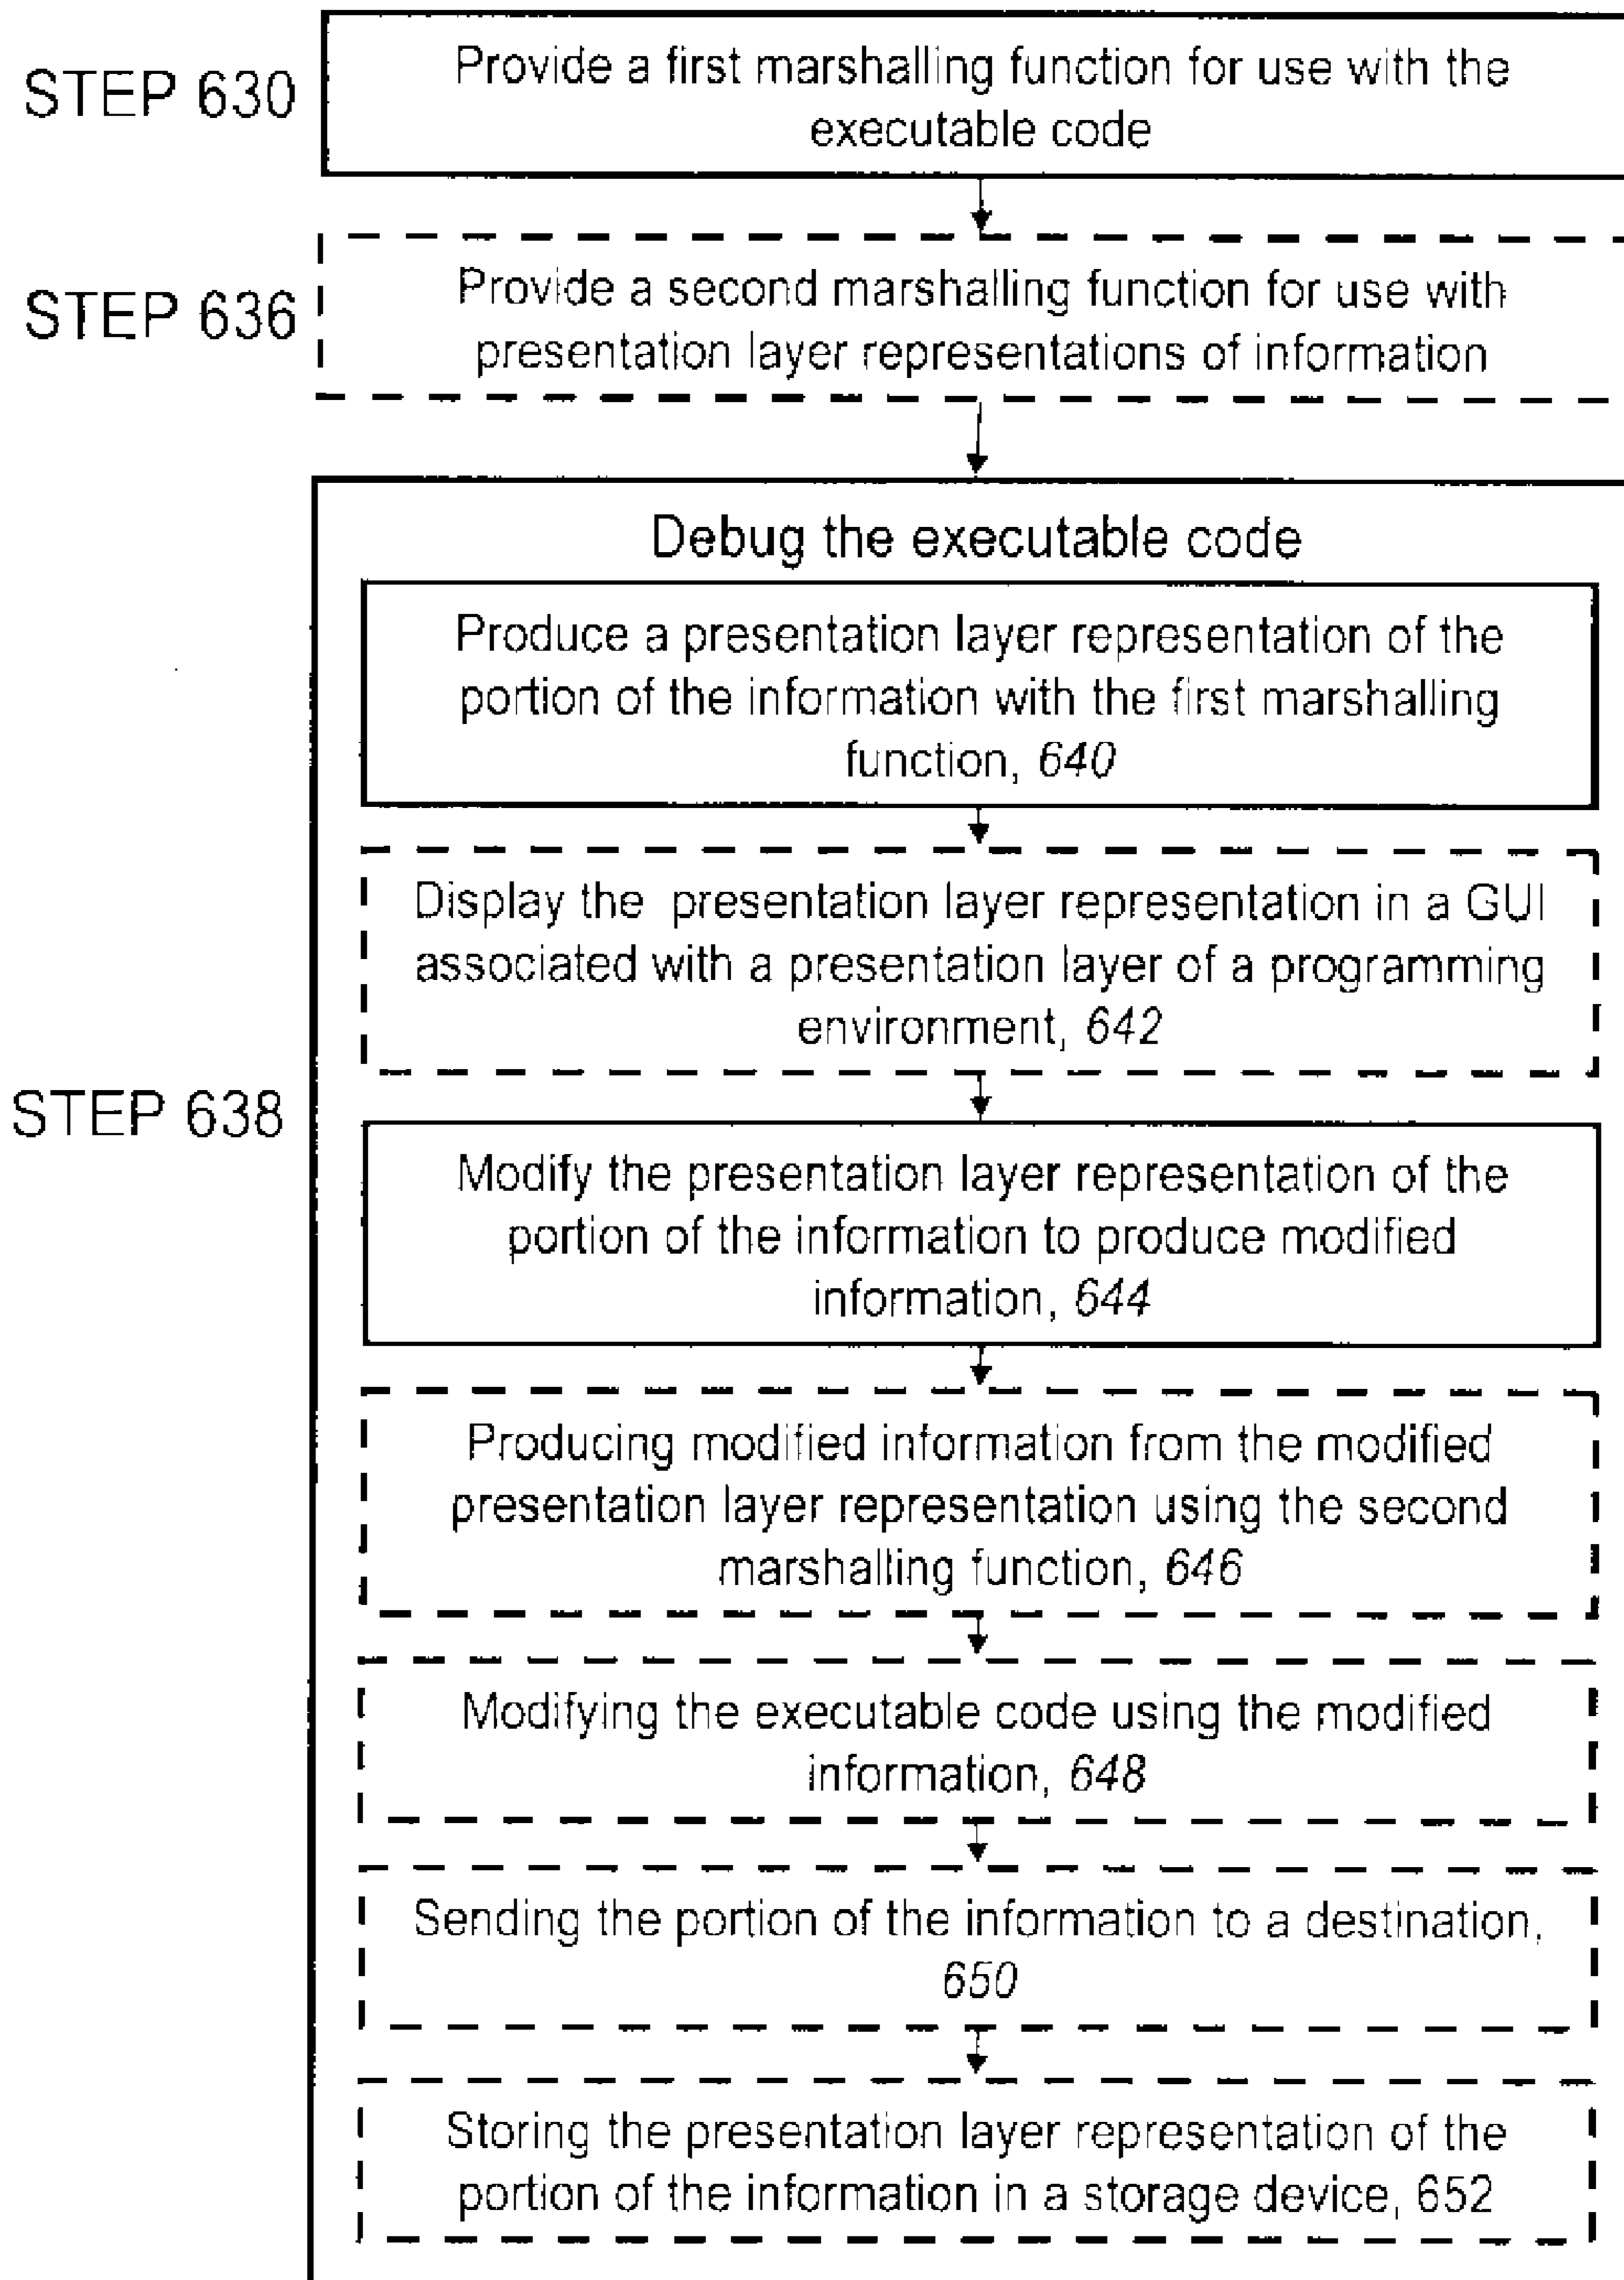 STEP 630
Provide a first marshalling function for use with the
executable code
STEP 636
Provide a second marshalling function for use with
presentation layer representations of information
STEP 638
Debug the executable code
Produce a presentation layer representation of the
portion of the information with the first marshalling
function, 640
Display the presentation layer representation in a GUI
associated with a presentation layer of a programming
environment, 642
Modify the presentation layer representation of the
portion of the information to produce modified
information, 644
Producing modified information from the modified
presentation layer representation using the second
marshalling function, 646
Modifying the executable code using the modified
information, 648
Sending the portion of the information to a destination,
650
Storing the presentation layer representation of the
portion of the information in a storage device, 652